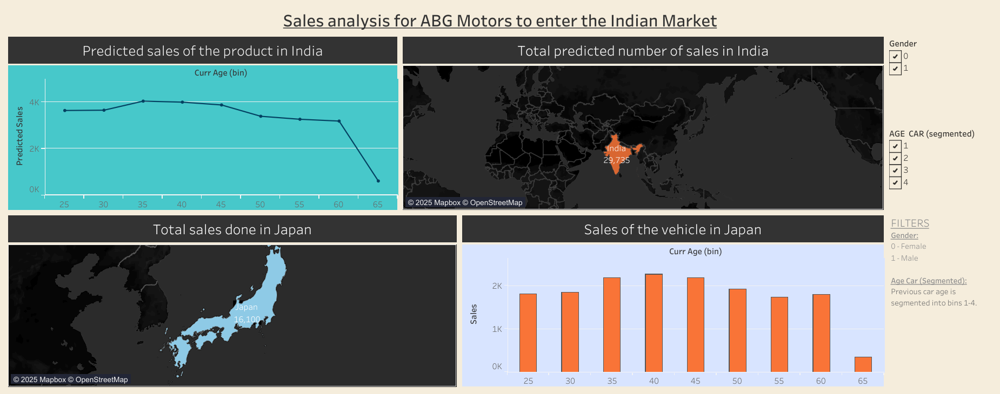 Sales analysis for ABG Motors to enter the Indian Market
Predicted sales of the product in India
Curr Age (bin)
Predicted Sales
4K
2K
0K
25 30 35 40 45 50 55 60 65
Total predicted number of sales in India
India
29,735
© 2025 Mapbox © OpenStreetMap
Gender
0
1
AGE CAR (segmented)
1
2
3
4
Total sales done in Japan
Japan
16,100
© 2025 Mapbox © OpenStreetMap
Sales of the vehicle in Japan
Curr Age (bin)
Sales
2K
1K
0K
25 30 35 40 45 50 55 60 65
FILTERS
Gender:
0 - Female
1 - Male
Age Car (Segmented):
Previous car age is
segmented into bins 1-4.